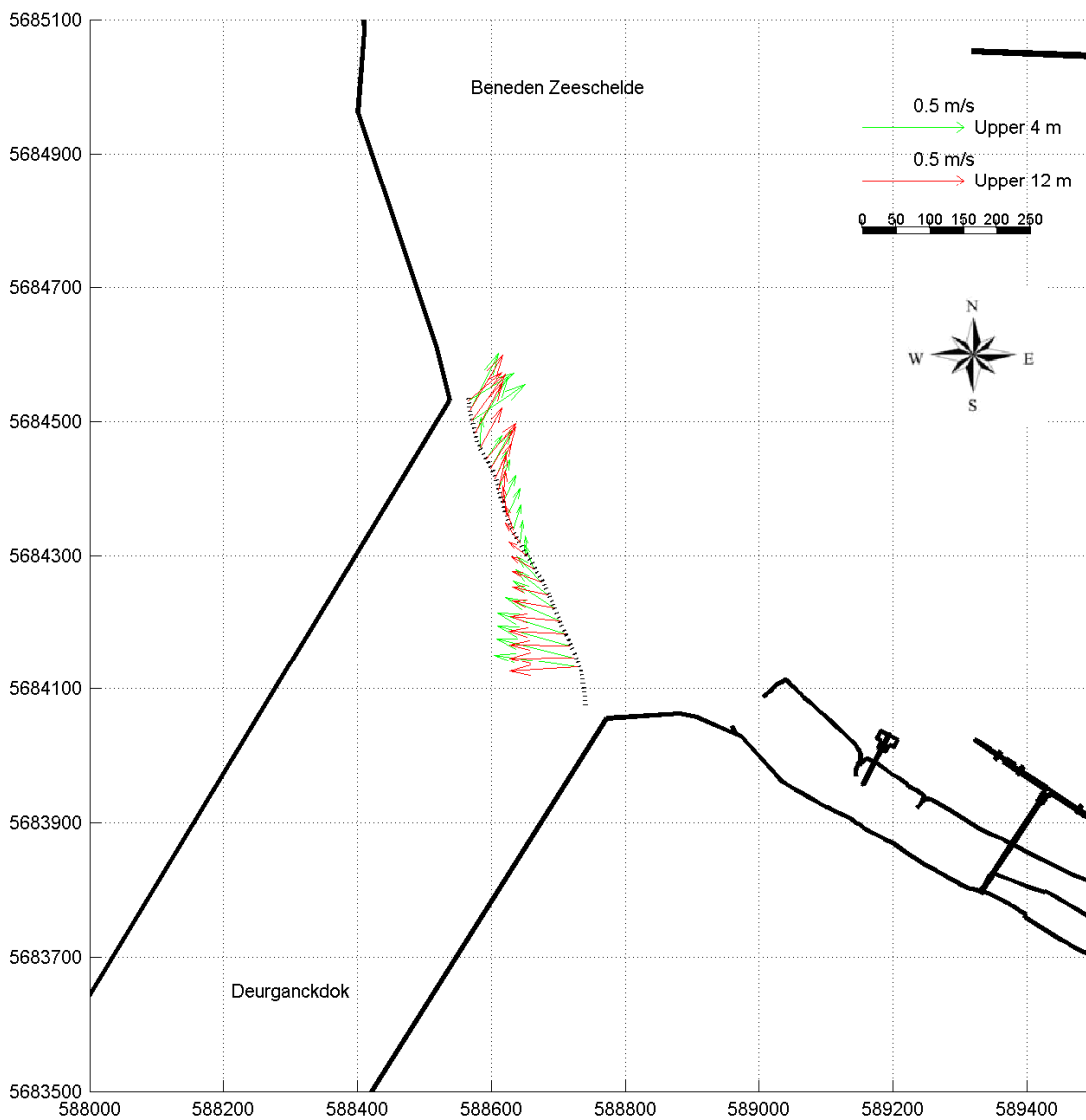 5685100
Beneden Zeeschelde
0.5 m/s
Upper 4 m
5684900
0.5 m/s
Upper 12 m
0 50 100 150 200 250
5684700
N
W E
S
5684500
5684300
5684100
5683900
5683700
Deurganckdok
5683500
588000 588200 588400 588600 588800 589000 589200 589400